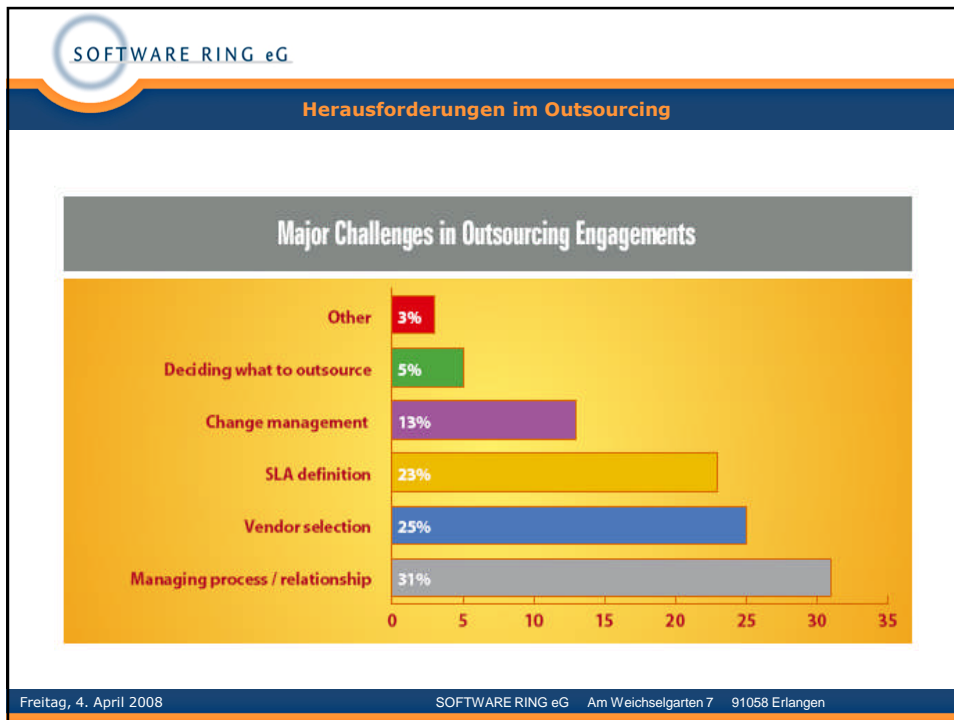 SOFTWARE RING eG
Herausforderungen im Outsourcing
Major Challenges in Outsourcing Engagements
Other 3%
Deciding what to outsource 5%
Change management 13%
SLA definition 23%
Vendor selection 25%
Managing process / relationship 31%
0 5 10 15 20 25 30 35
Freitag, 4. April 2008 SOFTWARE RING eG Am Weichselgarten 7 91058 Erlangen